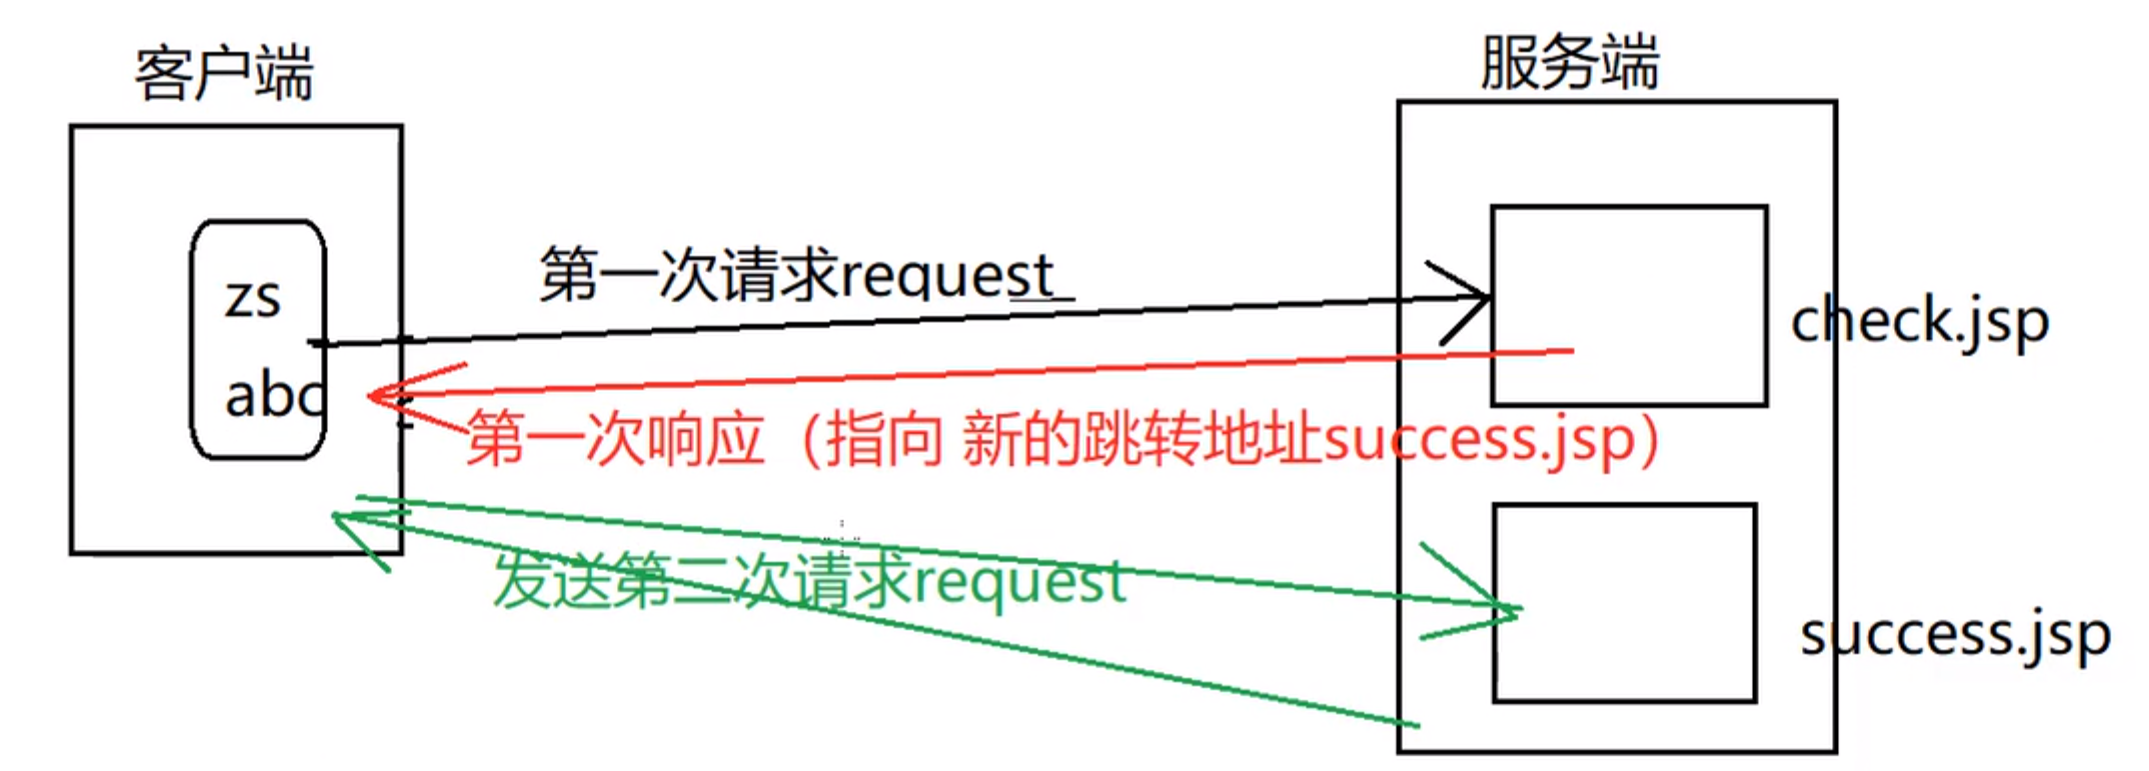 客户端
服务端
zs
abc
第一次请求request
check.jsp
第一次响应（指向 新的跳转地址success.jsp）
发送第二次请求request
success.jsp